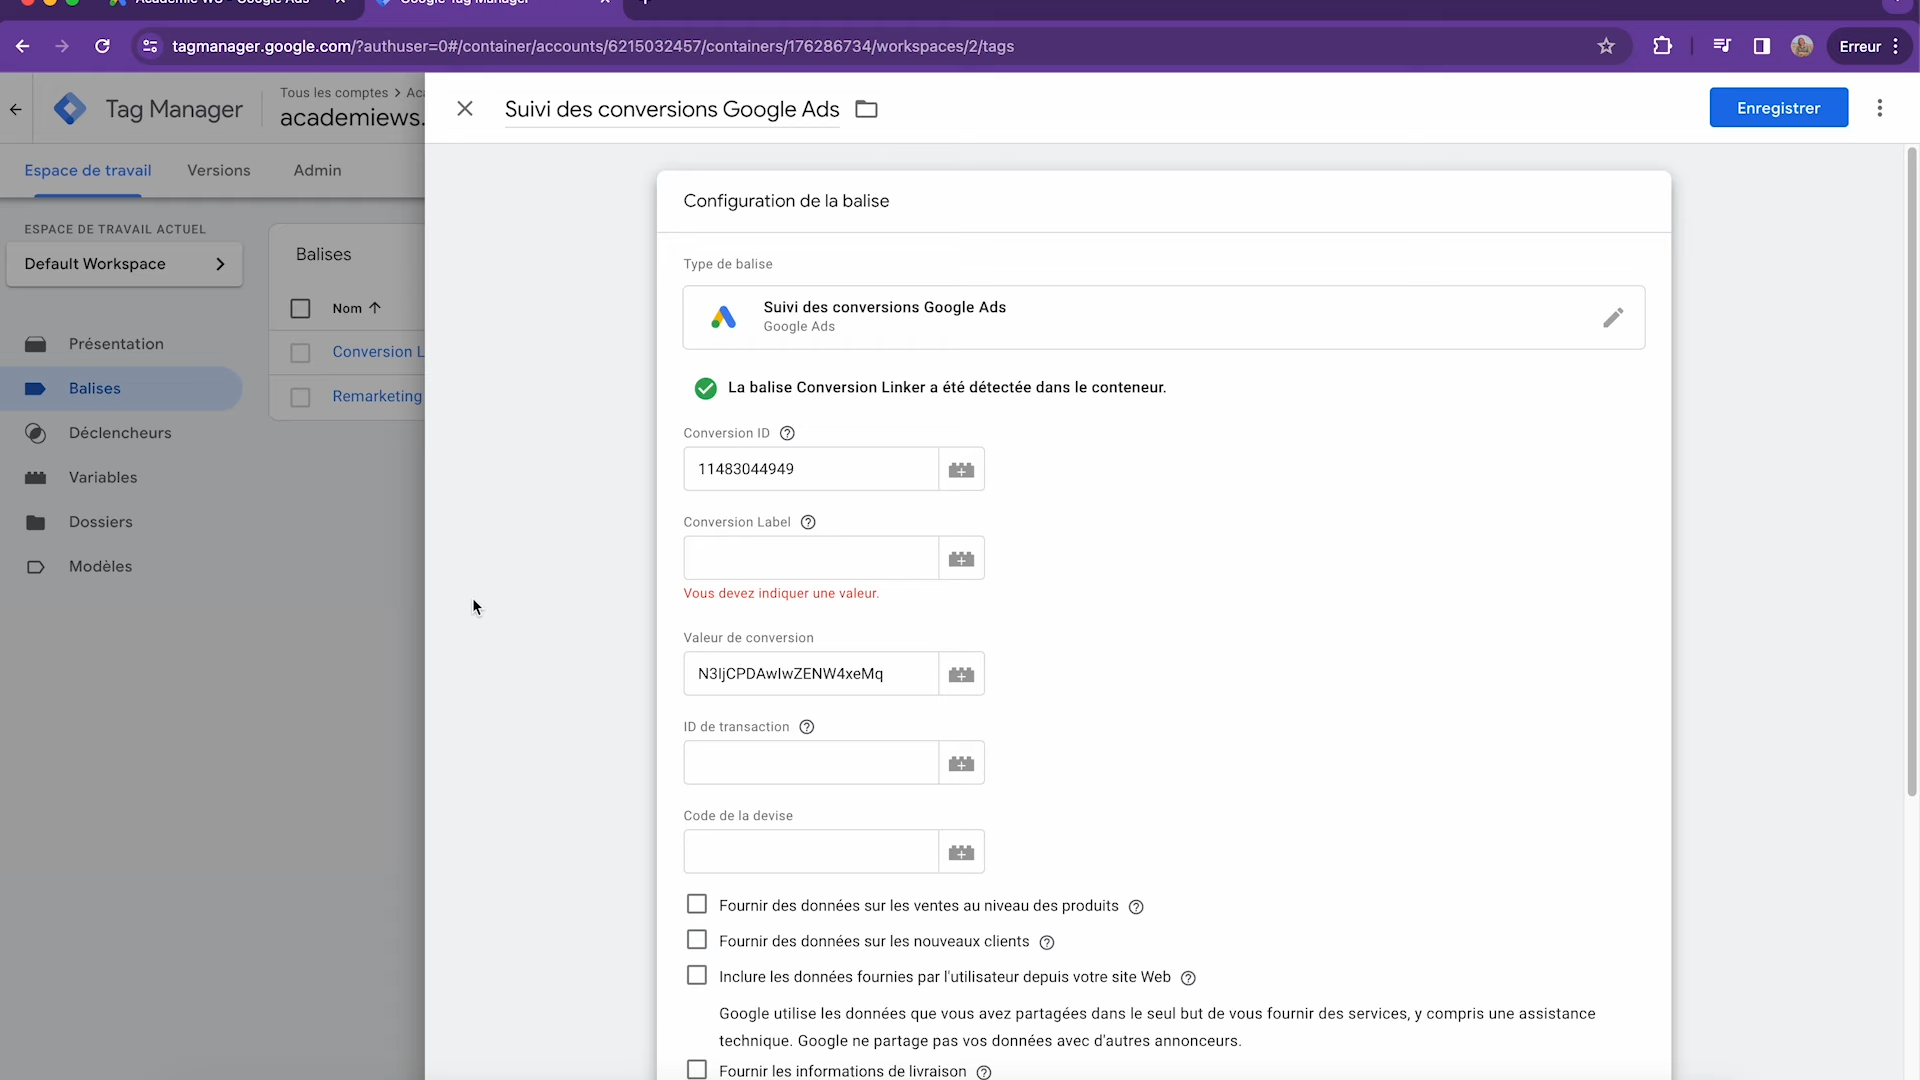 Académie WS - Google Ads
Google Tag Manager
tagmanager.google.com/?authuser=0#/container/accounts/6215032457/containers/176286734/workspaces/2/tags
Erreur
Tag Manager
Tous les comptes > Aca
academiews.
Suivi des conversions Google Ads
Enregistrer
Espace de travail
Versions
Admin
ESPACE DE TRAVAIL ACTUEL
Default Workspace
Présentation
Balises
Déclencheurs
Variables
Dossiers
Modèles
Balises
Nom
Conversion L
Remarketing
Configuration de la balise
Type de balise
Suivi des conversions Google Ads
Google Ads
La balise Conversion Linker a été détectée dans le conteneur.
Conversion ID
11483044949
Conversion Label
Vous devez indiquer une valeur.
Valeur de conversion
N3IjCPDAwIwZENW4xeMq
ID de transaction
Code de la devise
Fournir des données sur les ventes au niveau des produits
Fournir des données sur les nouveaux clients
Inclure les données fournies par l'utilisateur depuis votre site Web
Google utilise les données que vous avez partagées dans le seul but de vous fournir des services, y compris une assistance
technique. Google ne partage pas vos données avec d'autres annonceurs.
Fournir les informations de livraison